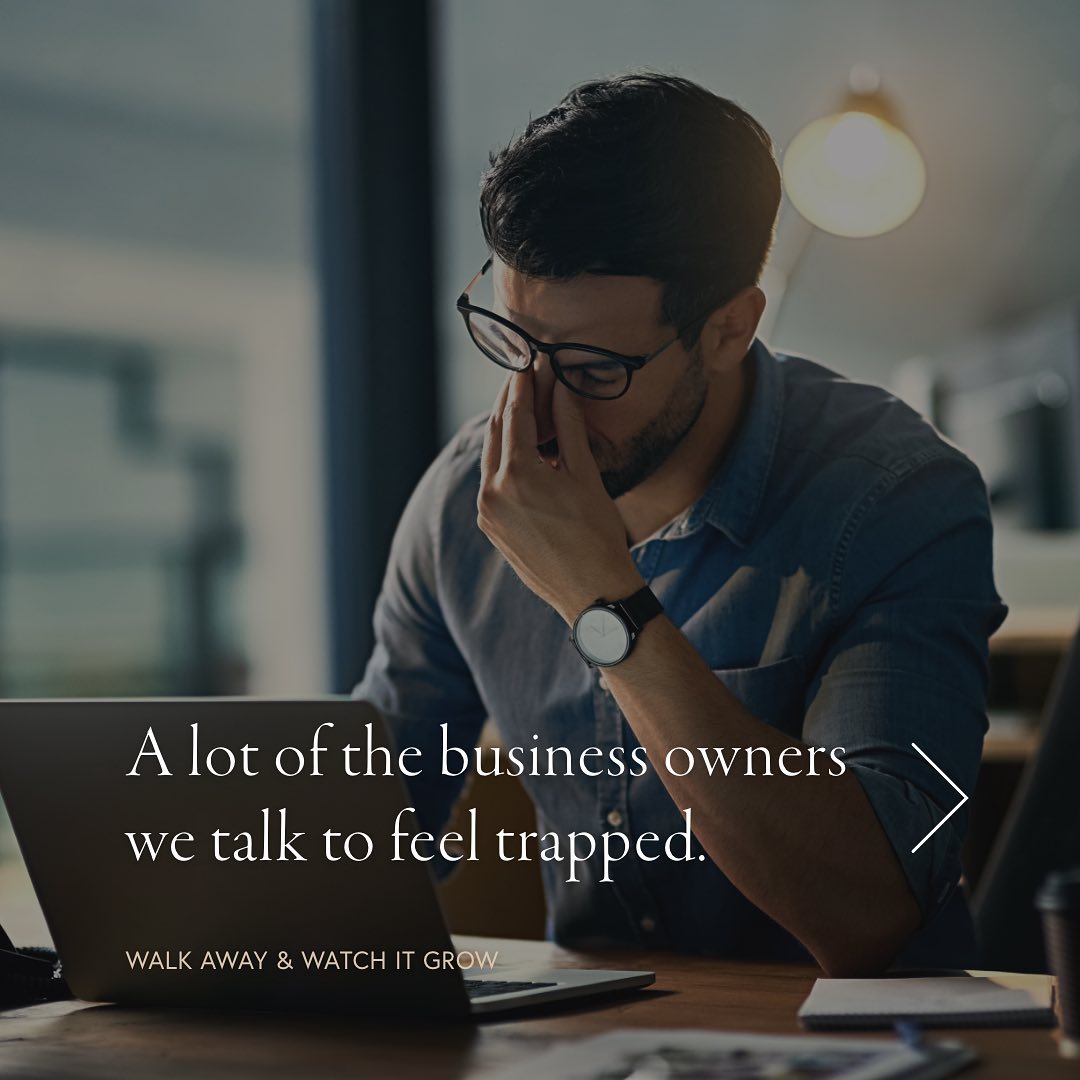 A lot of the business owners
we talk to feel trapped.
WALK AWAY & WATCH IT GROW